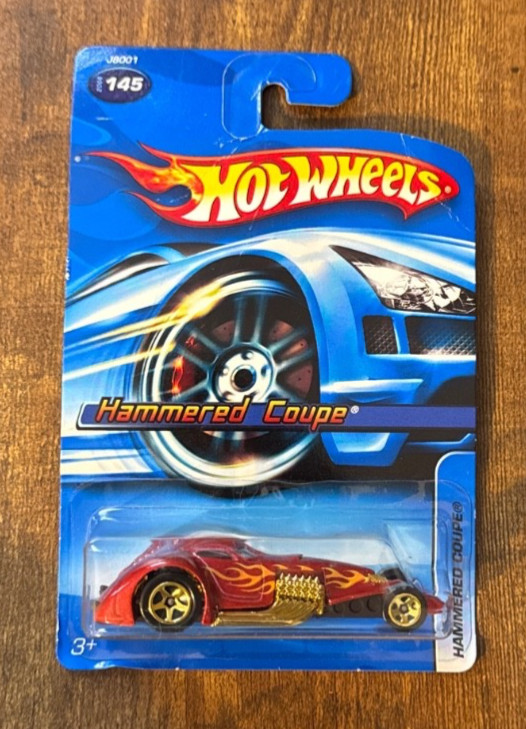 J8001
145
HOT WHEELS
Hammered Coupe®
HAMMERED COUPE®
3+